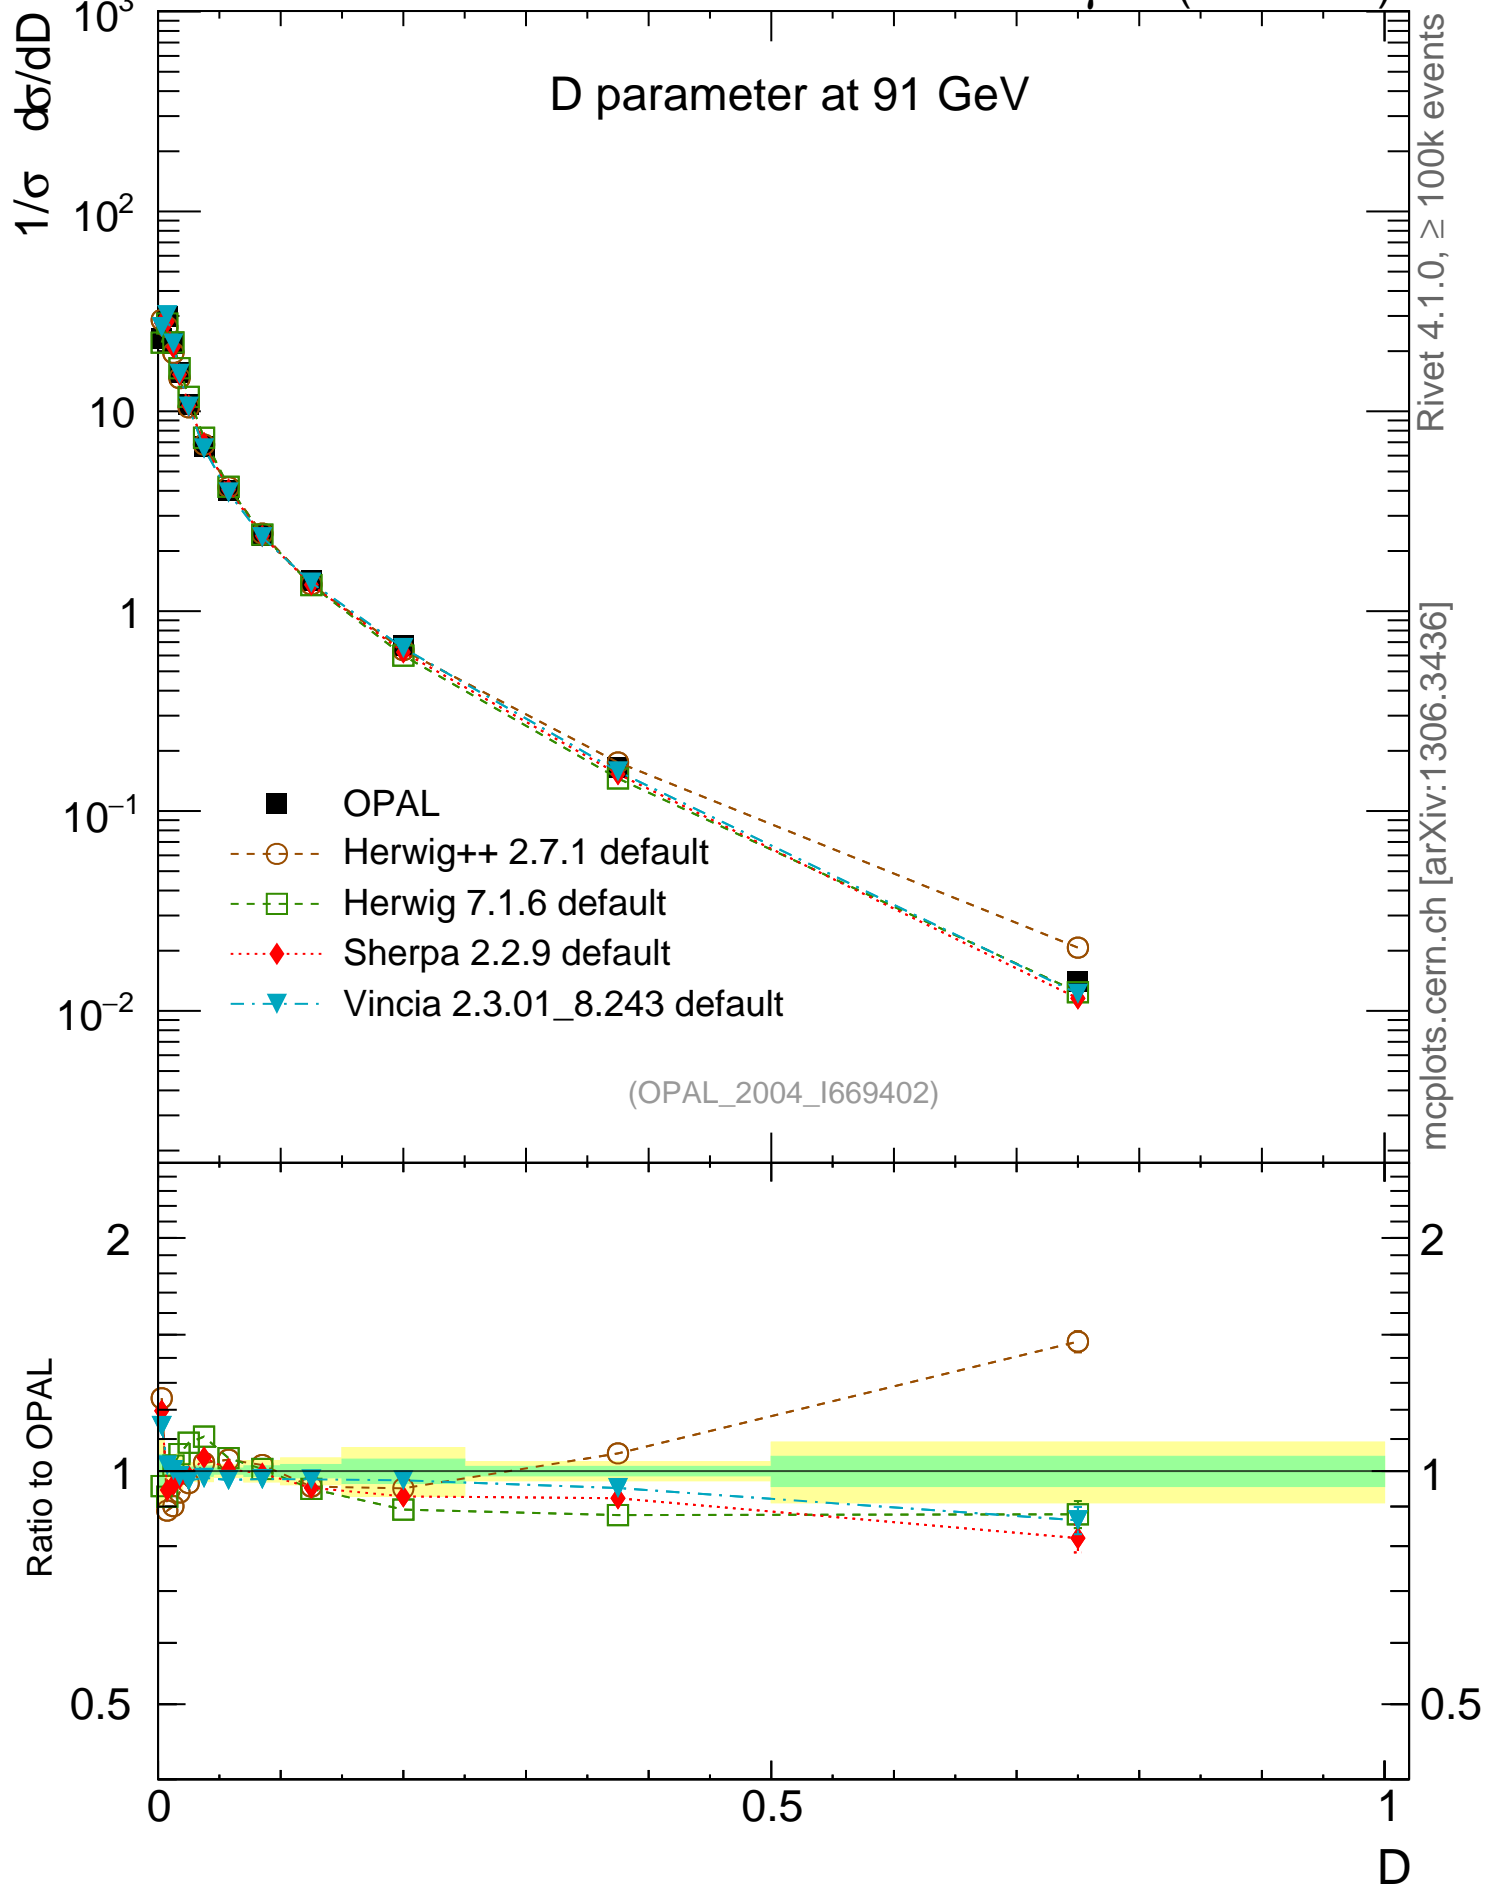 D parameter at 91 GeV
1/σ dσ/dD
10³
10²
10
1
10⁻¹
10⁻²
OPAL
Herwig++ 2.7.1 default
Herwig 7.1.6 default
Sherpa 2.2.9 default
Vincia 2.3.01_8.243 default
(OPAL_2004_I669402)
Rivet 4.1.0, ≥ 100k events
mcplots.cern.ch [arXiv:1306.3436]
Ratio to OPAL
2
1
0.5
2
1
0.5
0
0.5
1
D